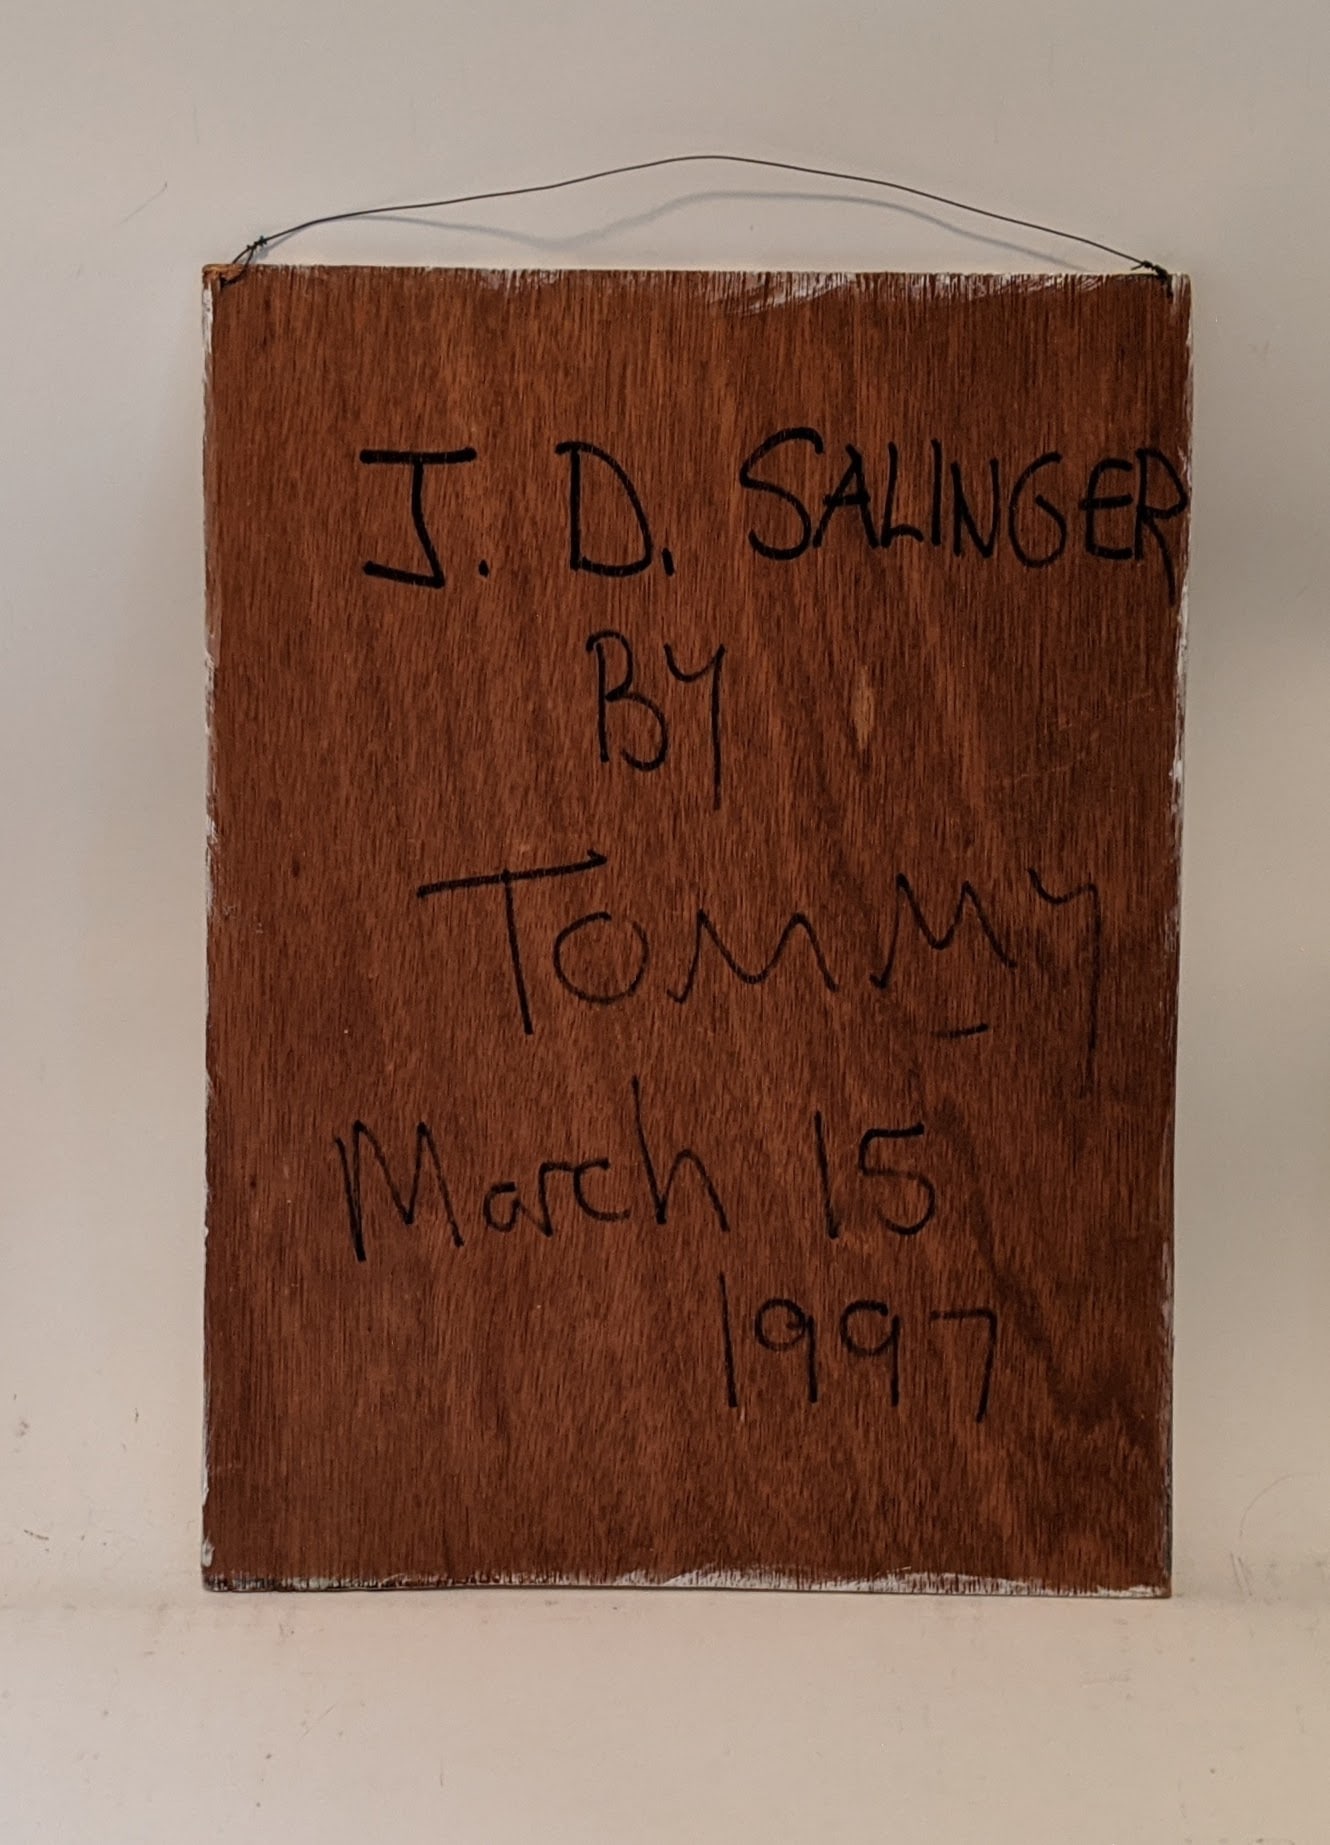 J. D. SALINGER
BY
TOMMY
March 15
1997